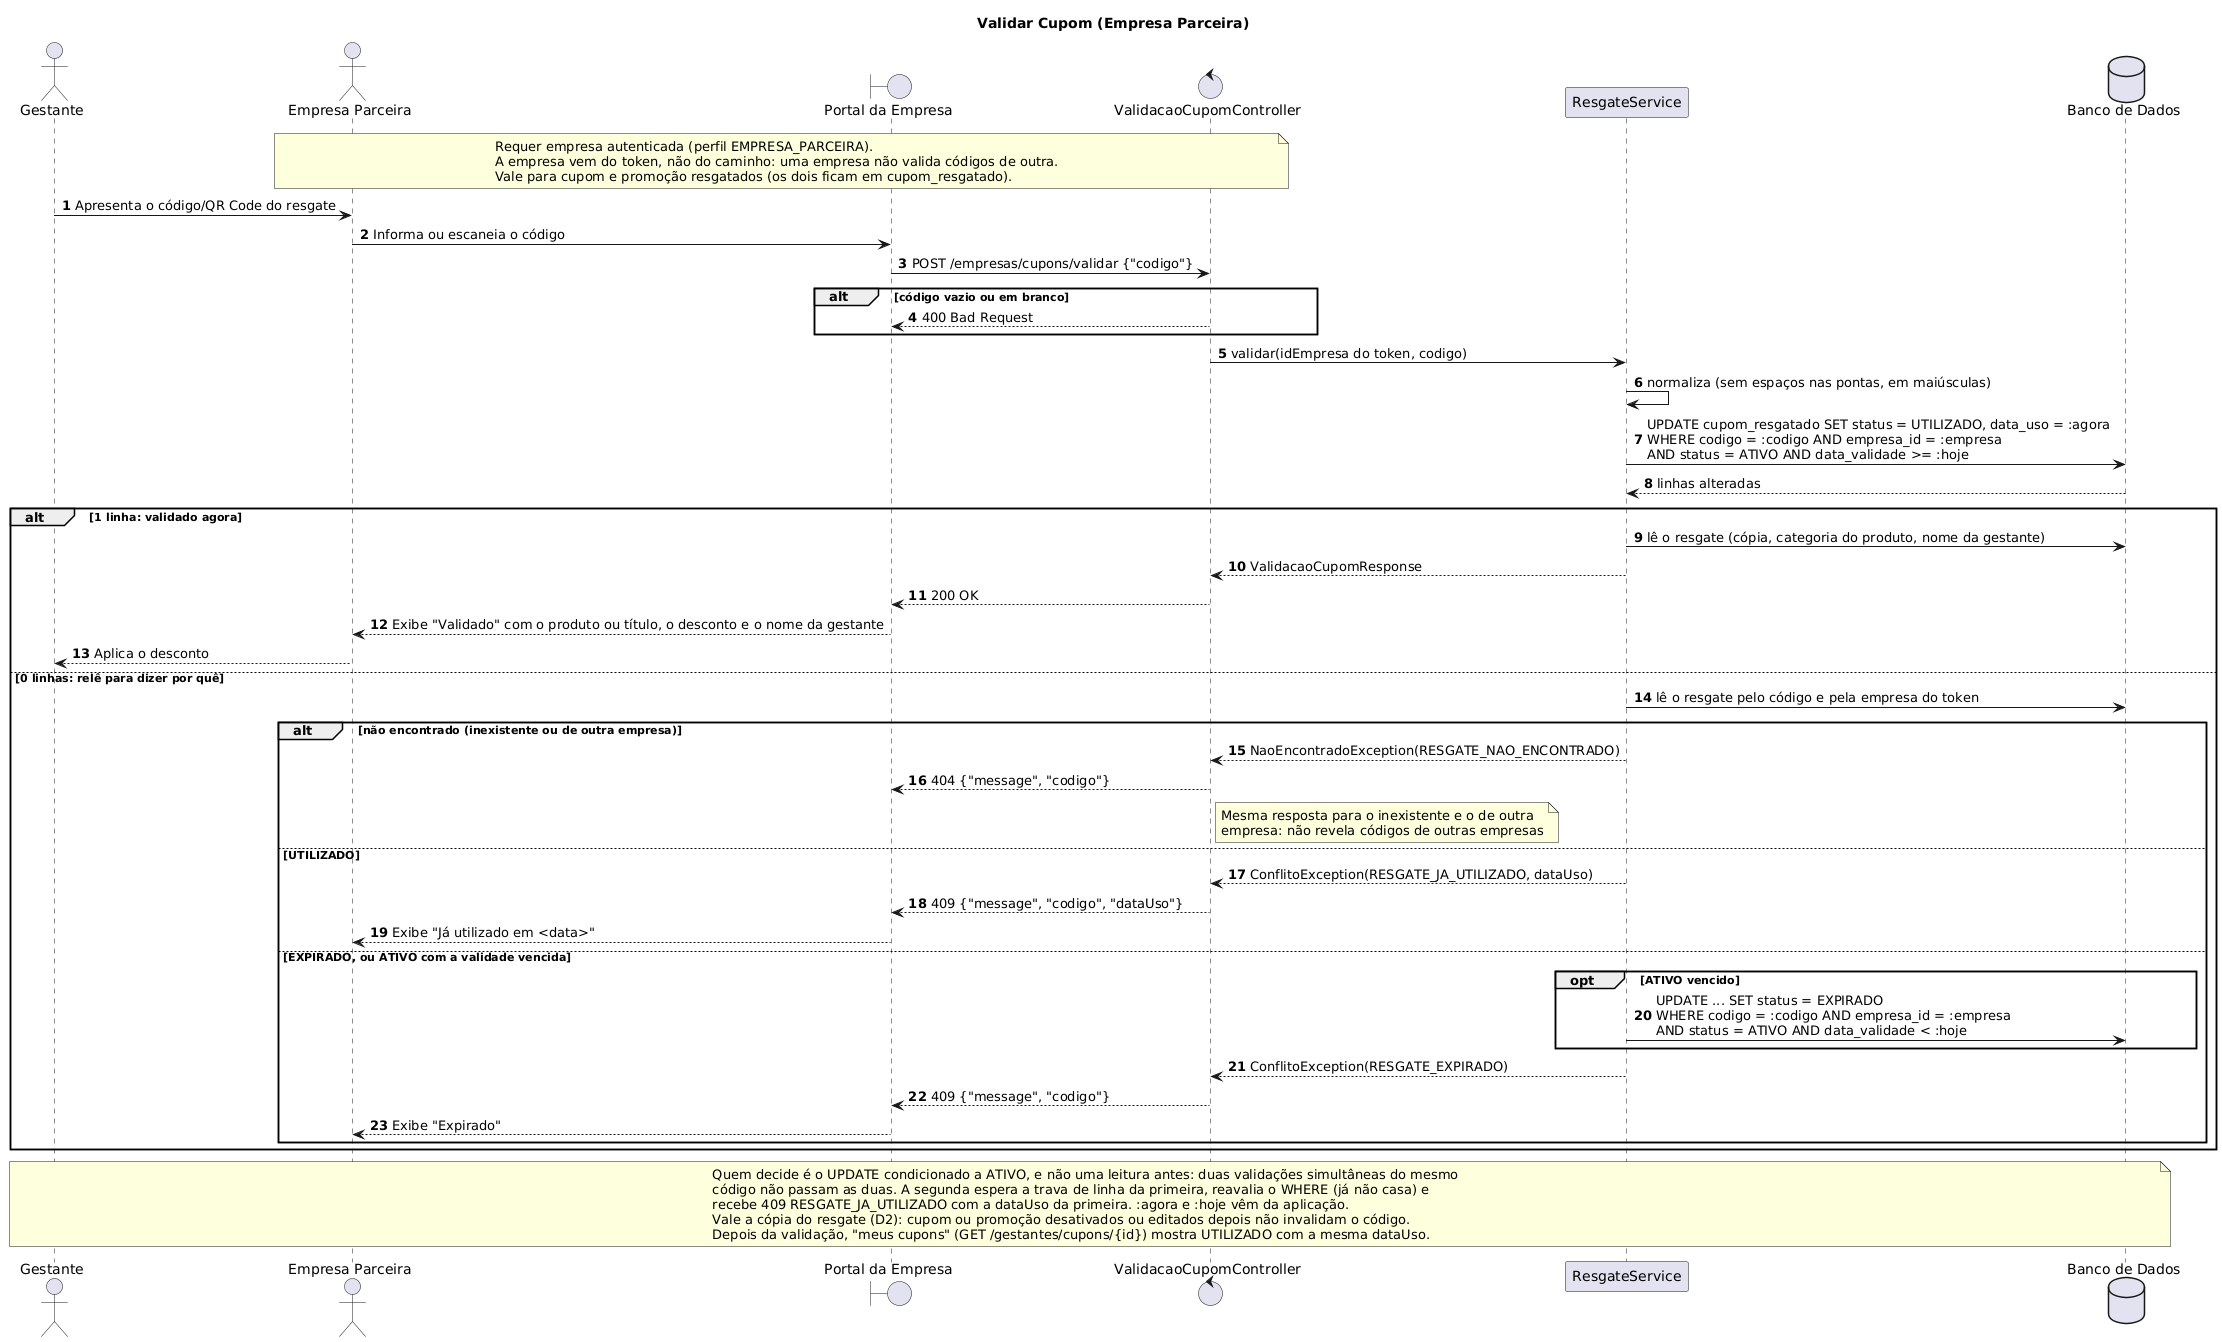 Validar Cupom (Empresa Parceira)
Gestante
Empresa Parceira
Portal da Empresa
ValidacaoCupomController
ResgateService
Banco de Dados
Requer empresa autenticada (perfil EMPRESA_PARCEIRA).
A empresa vem do token, não do caminho: uma empresa não valida códigos de outra.
Vale para cupom e promoção resgatados (os dois ficam em cupom_resgatado).
1 Apresenta o código/QR Code do resgate
2 Informa ou escaneia o código
3 POST /empresas/cupons/validar {"codigo"}
alt [código vazio ou em branco]
4 400 Bad Request
5 validar(idEmpresa do token, codigo)
6 normaliza (sem espaços nas pontas, em maiúsculas)
UPDATE cupom_resgatado SET status = UTILIZADO, data_uso = :agora
7 WHERE codigo = :codigo AND empresa_id = :empresa
AND status = ATIVO AND data_validade >= :hoje
8 linhas alteradas
alt [1 linha: validado agora]
9 lê o resgate (cópia, categoria do produto, nome da gestante)
10 ValidacaoCupomResponse
11 200 OK
12 Exibe "Validado" com o produto ou título, o desconto e o nome da gestante
13 Aplica o desconto
[0 linhas: relê para dizer por quê]
14 lê o resgate pelo código e pela empresa do token
alt [não encontrado (inexistente ou de outra empresa)]
15 NaoEncontradoException(RESGATE_NAO_ENCONTRADO)
16 404 {"message", "codigo"}
Mesma resposta para o inexistente e o de outra
empresa: não revela códigos de outras empresas
[UTILIZADO]
17 ConflitoException(RESGATE_JA_UTILIZADO, dataUso)
18 409 {"message", "codigo", "dataUso"}
19 Exibe "Já utilizado em <data>"
[EXPIRADO, ou ATIVO com a validade vencida]
opt [ATIVO vencido]
UPDATE ... SET status = EXPIRADO
20 WHERE codigo = :codigo AND empresa_id = :empresa
AND status = ATIVO AND data_validade < :hoje
21 ConflitoException(RESGATE_EXPIRADO)
22 409 {"message", "codigo"}
23 Exibe "Expirado"
Quem decide é o UPDATE condicionado a ATIVO, e não uma leitura antes: duas validações simultâneas do mesmo
código não passam as duas. A segunda espera a trava de linha da primeira, reavalia o WHERE (já não casa) e
recebe 409 RESGATE_JA_UTILIZADO com a dataUso da primeira. :agora e :hoje vêm da aplicação.
Vale a cópia do resgate (D2): cupom ou promoção desativados ou editados depois não invalidam o código.
Depois da validação, "meus cupons" (GET /gestantes/cupons/{id}) mostra UTILIZADO com a mesma dataUso.
Gestante
Empresa Parceira
Portal da Empresa
ValidacaoCupomController
ResgateService
Banco de Dados